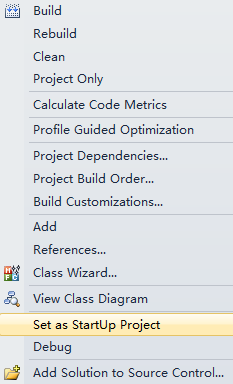 Build
Rebuild
Clean
Project Only
Calculate Code Metrics
Profile Guided Optimization
Project Dependencies...
Project Build Order...
Build Customizations...
Add
References...
Class Wizard...
View Class Diagram
Set as StartUp Project
Debug
Add Solution to Source Control...